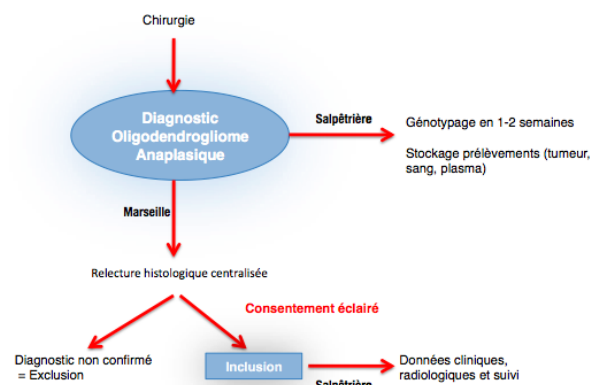 Chirurgie
Diagnostic
Oligodendrogliome
Anaplasique
Salpêtrière
Génotypage en 1-2 semaines
Stockage prélèvements (tumeur,
sang, plasma)
Marseille
Relecture histologique centralisée
Consentement éclairé
Diagnostic non confirmé
= Exclusion
Inclusion
Données cliniques,
radiologiques et suivi
Salpêtrière